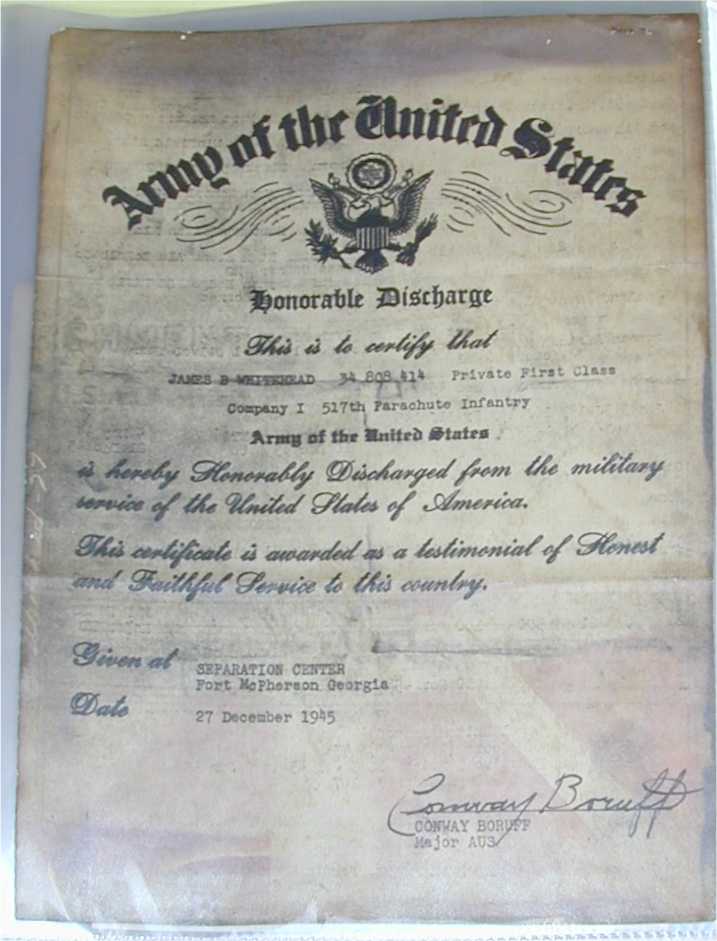 Army of the United States
Honorable Discharge
This is to certify that
JAMES B WHITEHEAD 34 808 414 Private First Class
Company I 517th Parachute Infantry
Army of the United States
is hereby Honorably Discharged from the military
service of the United States of America.
This certificate is awarded as a testimonial of Honest
and Faithful Service to this country.
Given at SEPARATION CENTER
Fort McPherson Georgia
Date 27 December 1945
Conway Boruff
CONWAY BORUFF
Major AUS